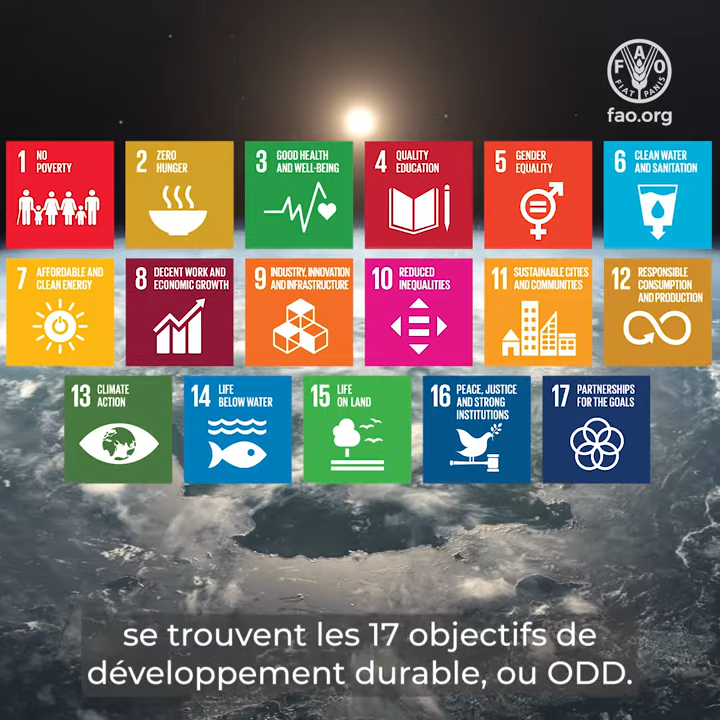 FAO
FIAT PANIS
fao.org
1 NO
POVERTY
2 ZERO
HUNGER
3 GOOD HEALTH
AND WELL-BEING
4 QUALITY
EDUCATION
5 GENDER
EQUALITY
6 CLEAN WATER
AND SANITATION
7 AFFORDABLE AND
CLEAN ENERGY
8 DECENT WORK AND
ECONOMIC GROWTH
9 INDUSTRY, INNOVATION
AND INFRASTRUCTURE
10 REDUCED
INEQUALITIES
11 SUSTAINABLE CITIES
AND COMMUNITIES
12 RESPONSIBLE
CONSUMPTION
AND PRODUCTION
13 CLIMATE
ACTION
14 LIFE
BELOW WATER
15 LIFE
ON LAND
16 PEACE, JUSTICE
AND STRONG
INSTITUTIONS
17 PARTNERSHIPS
FOR THE GOALS
se trouvent les 17 objectifs de
développement durable, ou ODD.